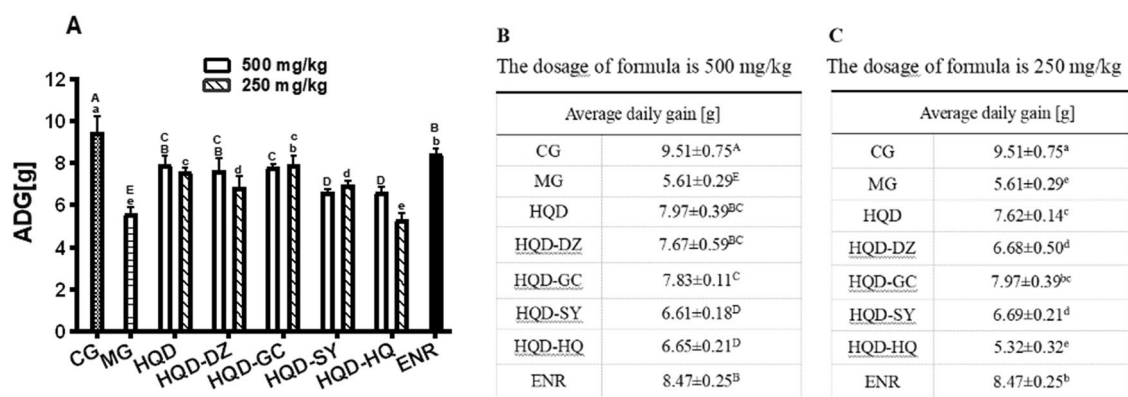 A
500 mg/kg
250 mg/kg
ADG[g]
12
10
8
6
4
2
0
A
a
E
e
C
B
c
C
B
d
C
c
b
D
d
D
e
B
b
CG
MG
HQD
HQD-DZ
HQD-GC
HQD-SY
HQD-HQ
ENR
B
The dosage of formula is 500 mg/kg
Average daily gain [g]
CG 9.51±0.75ᴬ
MG 5.61±0.29ᴱ
HQD 7.97±0.39ᴮꟲ
HQD-DZ 7.67±0.59ᴮꟲ
HQD-GC 7.83±0.11ꟲ
HQD-SY 6.61±0.18ᴰ
HQD-HQ 6.65±0.21ᴰ
ENR 8.47±0.25ᴮ
C
The dosage of formula is 250 mg/kg
Average daily gain [g]
CG 9.51±0.75ᵃ
MG 5.61±0.29ᵉ
HQD 7.62±0.14ᶜ
HQD-DZ 6.68±0.50ᵈ
HQD-GC 7.97±0.39ᵇᶜ
HQD-SY 6.69±0.21ᵈ
HQD-HQ 5.32±0.32ᵉ
ENR 8.47±0.25ᵇ